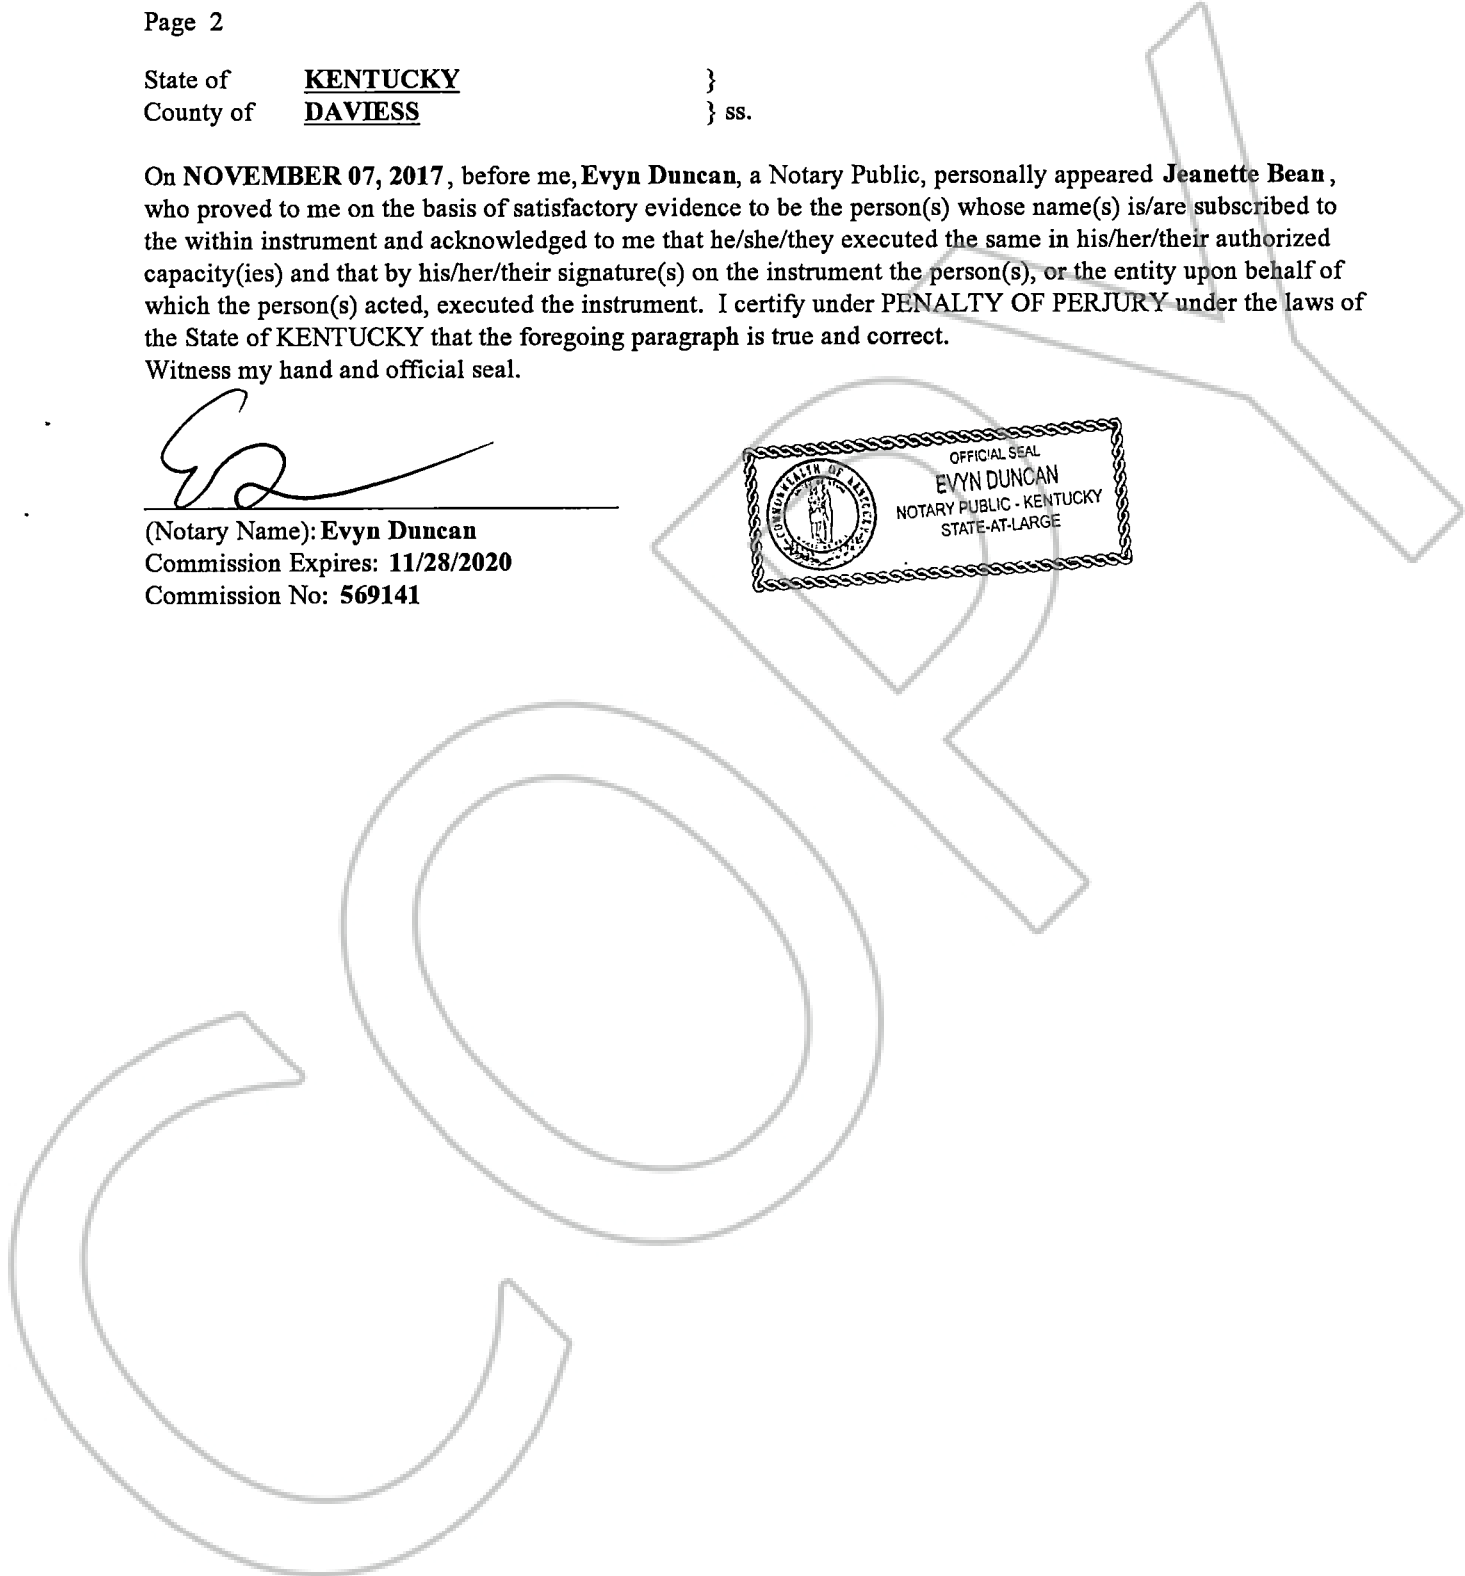 Page 2
State of KENTUCKY }
County of DAVIESS } ss.
On NOVEMBER 07, 2017, before me, Evyn Duncan, a Notary Public, personally appeared Jeanette Bean,
who proved to me on the basis of satisfactory evidence to be the person(s) whose name(s) is/are subscribed to
the within instrument and acknowledged to me that he/she/they executed the same in his/her/their authorized
capacity(ies) and that by his/her/their signature(s) on the instrument the person(s), or the entity upon behalf of
which the person(s) acted, executed the instrument. I certify under PENALTY OF PERJURY under the laws of
the State of KENTUCKY that the foregoing paragraph is true and correct.
Witness my hand and official seal.
(Notary Name): Evyn Duncan
Commission Expires: 11/28/2020
Commission No: 569141
OFFICIAL SEAL
EVYN DUNCAN
NOTARY PUBLIC - KENTUCKY
STATE-AT-LARGE
COMMONWEALTH OF KENTUCKY
COPY